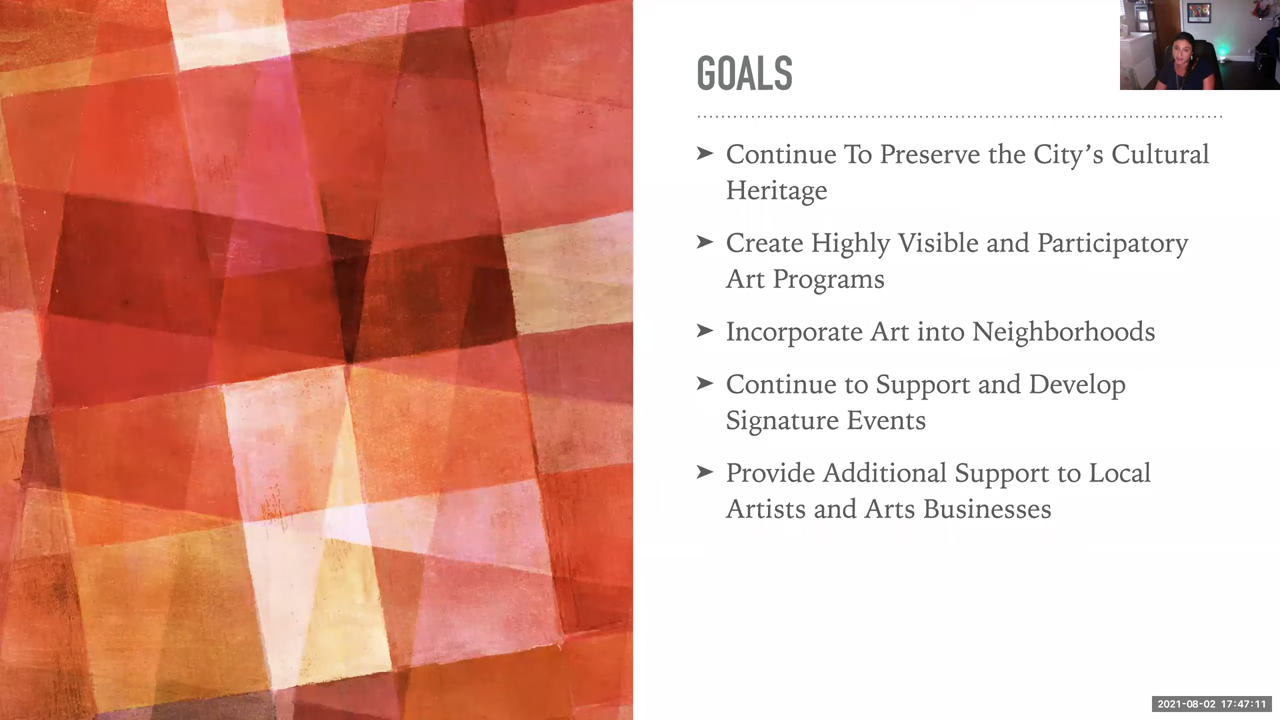 GOALS
➤ Continue To Preserve the City's Cultural
Heritage
➤ Create Highly Visible and Participatory
Art Programs
➤ Incorporate Art into Neighborhoods
➤ Continue to Support and Develop
Signature Events
➤ Provide Additional Support to Local
Artists and Arts Businesses
2021-08-02 17:47:11